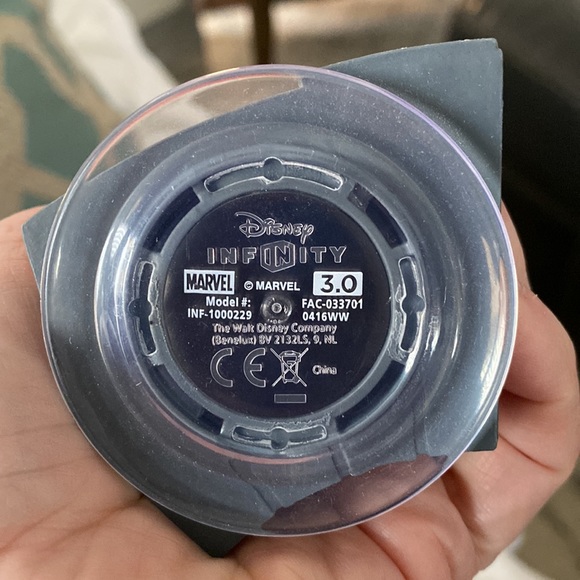 Disney
INFINITY
MARVEL © MARVEL 3.0
Model #: FAC-033701
INF-1000229 0416WW
The Walt Disney Company
(Benelux) BV 2132LS, 9, NL
CE China